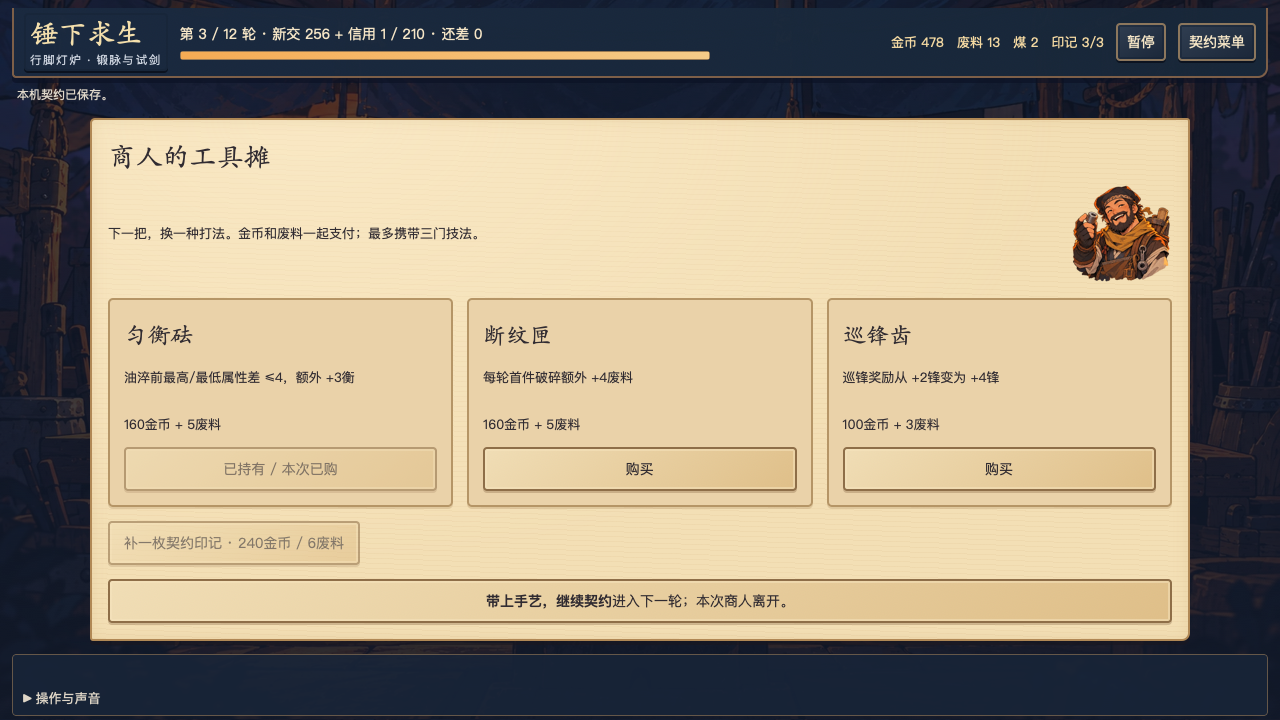 锤下求生
行脚灯炉 · 锻脉与试剑
第 3 / 12 轮 · 新交 256 + 信用 1 / 210 · 还差 0
金币 478 废料 13 煤 2 印记 3/3
暂停
契约菜单
本机契约已保存。
商人的工具摊
下一把，换一种打法。金币和废料一起支付；最多携带三门技法。
匀衡砝
油淬前最高/最低属性差 ≤4，额外 +3衡
160金币 + 5废料
已持有 / 本次已购
断纹匣
每轮首件破碎额外 +4废料
160金币 + 5废料
购买
巡锋齿
巡锋奖励从 +2锋变为 +4锋
100金币 + 3废料
购买
补一枚契约印记 · 240金币 / 6废料
带上手艺，继续契约进入下一轮；本次商人离开。
▶ 操作与声音